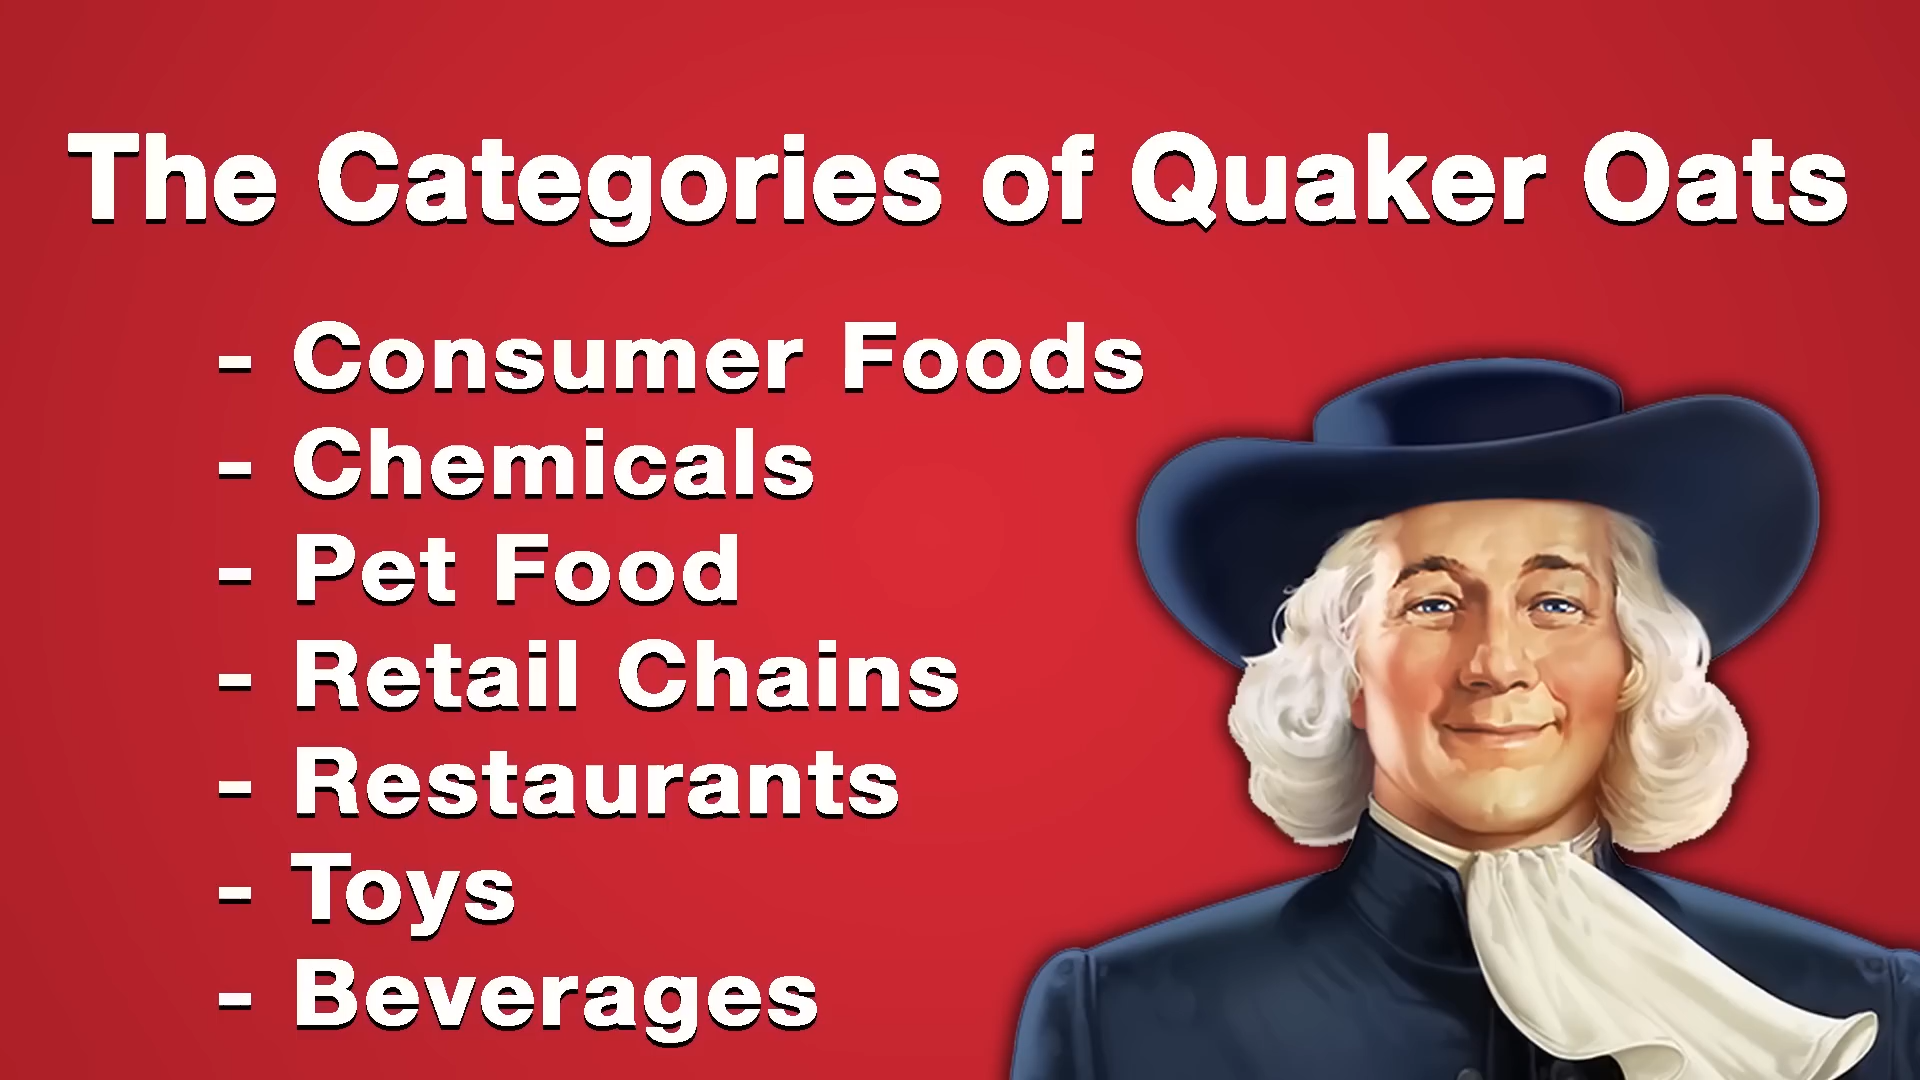 The Categories of Quaker Oats
- Consumer Foods
- Chemicals
- Pet Food
- Retail Chains
- Restaurants
- Toys
- Beverages